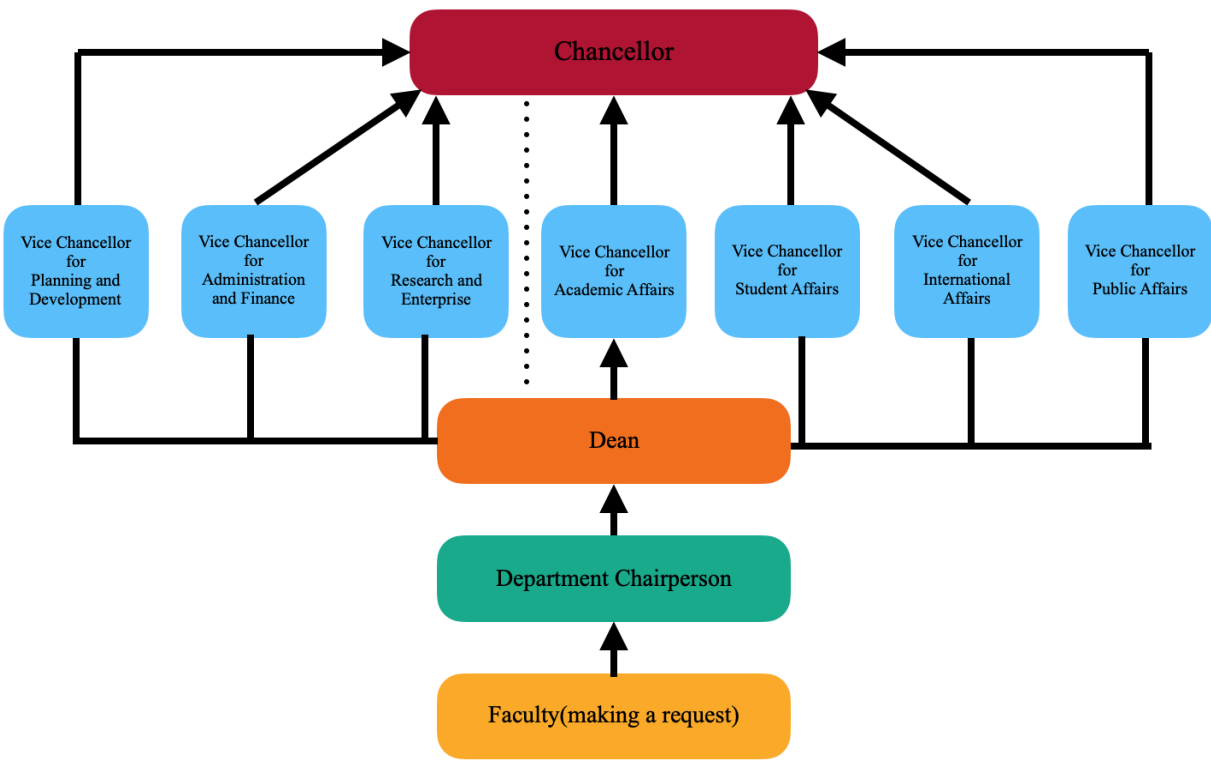 Chancellor
Vice Chancellor
for
Planning and
Development
Vice Chancellor
for
Administration
and Finance
Vice Chancellor
for
Research and
Enterprise
Vice Chancellor
for
Academic Affairs
Vice Chancellor
for
Student Affairs
Vice Chancellor
for
International
Affairs
Vice Chancellor
for
Public Affairs
Dean
Department Chairperson
Faculty(making a request)